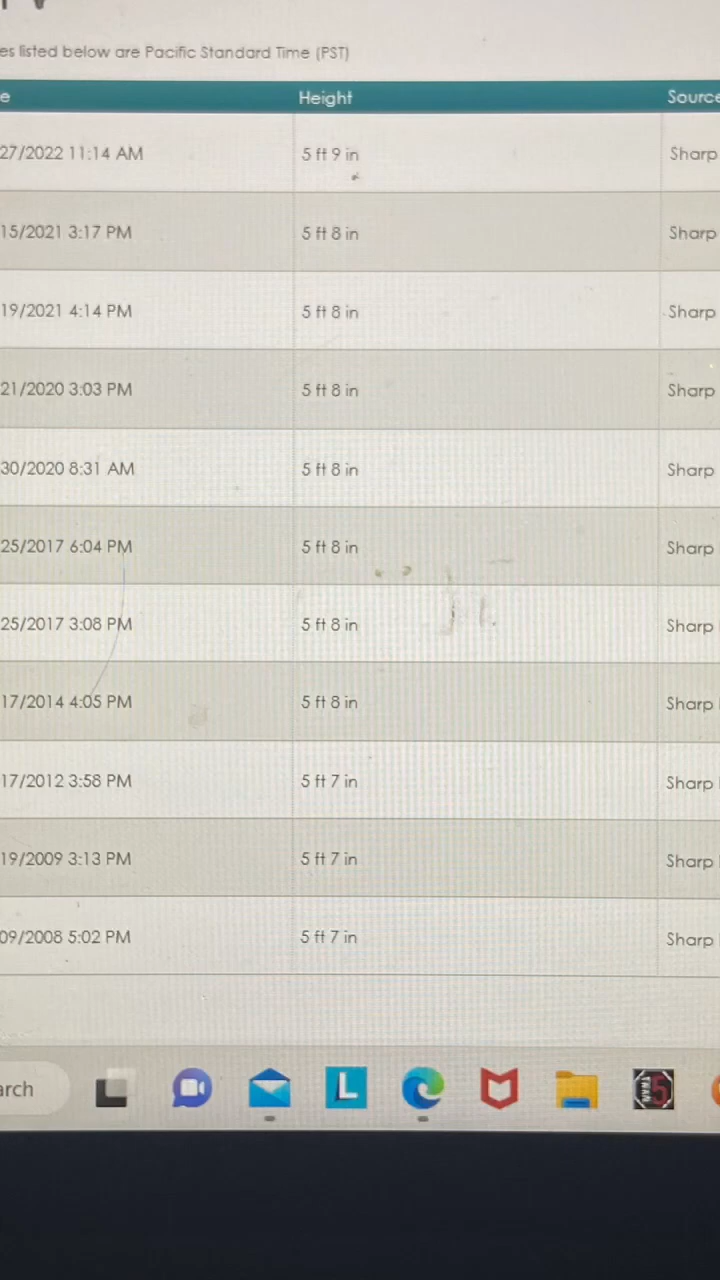 es listed below are Pacific Standard Time (PST)
e Height Source
27/2022 11:14 AM 5 ft 9 in Sharp
15/2021 3:17 PM 5 ft 8 in Sharp
19/2021 4:14 PM 5 ft 8 in Sharp
21/2020 3:03 PM 5 ft 8 in Sharp
30/2020 8:31 AM 5 ft 8 in Sharp
25/2017 6:04 PM 5 ft 8 in Sharp
25/2017 3:08 PM 5 ft 8 in Sharp
17/2014 4:05 PM 5 ft 8 in Sharp
17/2012 3:58 PM 5 ft 7 in Sharp
19/2009 3:13 PM 5 ft 7 in Sharp
09/2008 5:02 PM 5 ft 7 in Sharp
arch L 5